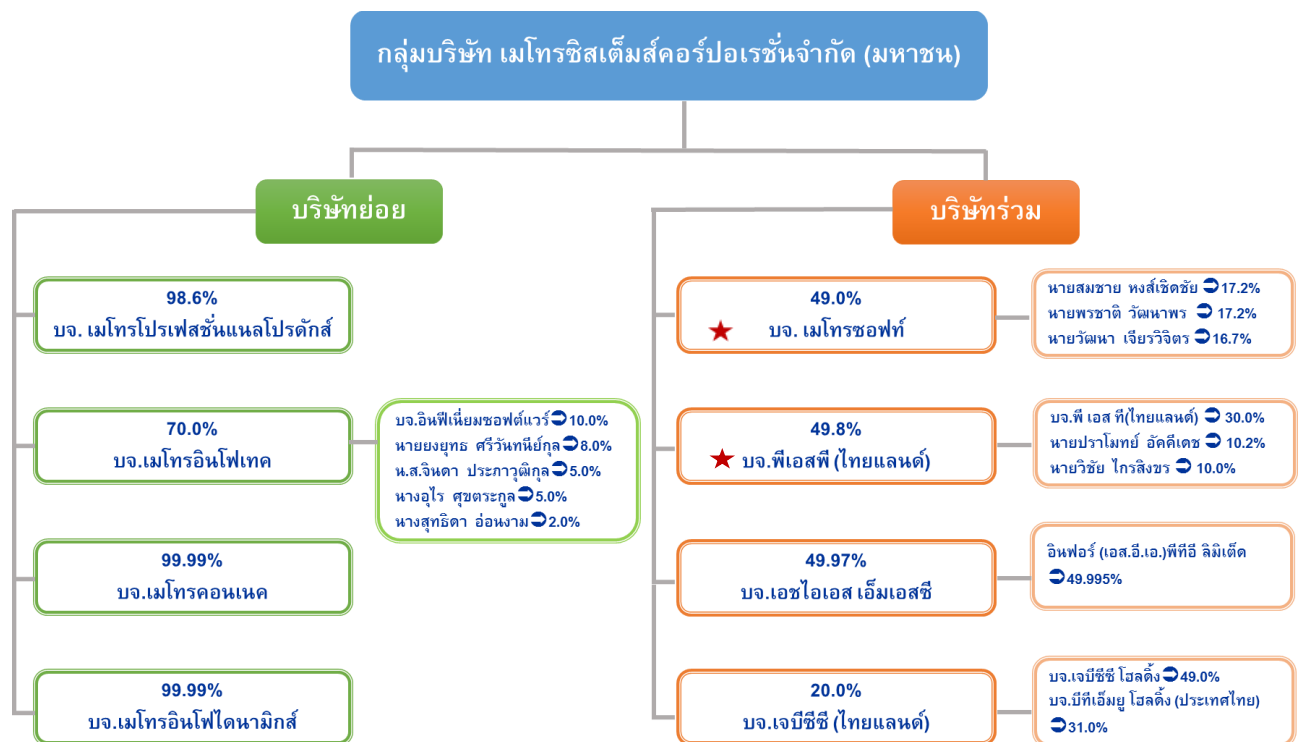 กลุ่มบริษัท เมโทรซิสเต็มส์คอร์ปอเรชั่นจำกัด (มหาชน)
บริษัทย่อย
98.6%
บจ. เมโทรโปรเฟสชั่นแนลโปรดักส์
70.0%
บจ.เมโทรอินโฟเทค
บจ.อินฟีเนี่ยมซอฟต์แวร์➲10.0%
นายยงยุทธ ศรีวันทนียกุล➲8.0%
น.ส.จินตา ประภาวุฒิกุล➲5.0%
นางอุไร ศุขตระกูล➲5.0%
นางสุทธิดา อ่อนงาม➲2.0%
99.99%
บจ.เมโทรคอนเนค
99.99%
บจ.เมโทรอินโฟไดนามิกส์
บริษัทร่วม
49.0%
บจ. เมโทรซอฟท์
นายสมชาย หงส์เชิดชัย ➲17.2%
นายพรชาติ วัฒนาพร ➲ 17.2%
นายวัฒนา เจียรวิจิตร ➲16.7%
49.8%
บจ.พีเอสพี (ไทยแลนด์)
บจ.พี เอส ที(ไทยแลนด์) ➲ 30.0%
นายปราโมทย์ อัคคีเดช ➲ 10.2%
นายวิชัย ไกรสิงขร ➲ 10.0%
49.97%
บจ.เอชไอเอส เอ็มเอสซี
อินฟอร์ (เอส.อี.เอ.)พีทีอี ลิมิเต็ด
➲49.995%
20.0%
บจ.เจบีซีซี (ไทยแลนด์)
บจ.เจบีซีซี โฮลดิ้ง➲49.0%
บจ.บีทีเอ็มยู โฮลดิ้ง (ประเทศไทย)
➲31.0%